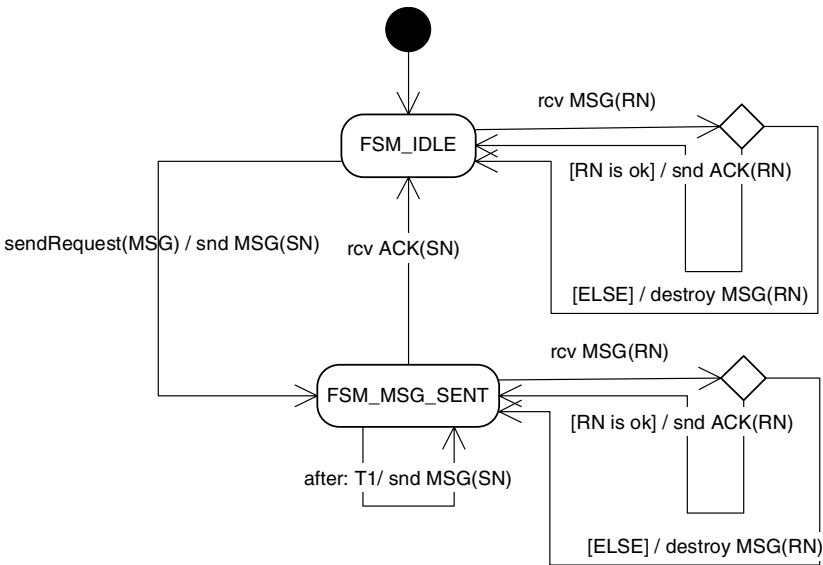 rcv MSG(RN)
FSM_IDLE
[RN is ok] / snd ACK(RN)
sendRequest(MSG) / snd MSG(SN)
rcv ACK(SN)
[ELSE] / destroy MSG(RN)
rcv MSG(RN)
FSM_MSG_SENT
[RN is ok] / snd ACK(RN)
after: T1/ snd MSG(SN)
[ELSE] / destroy MSG(RN)